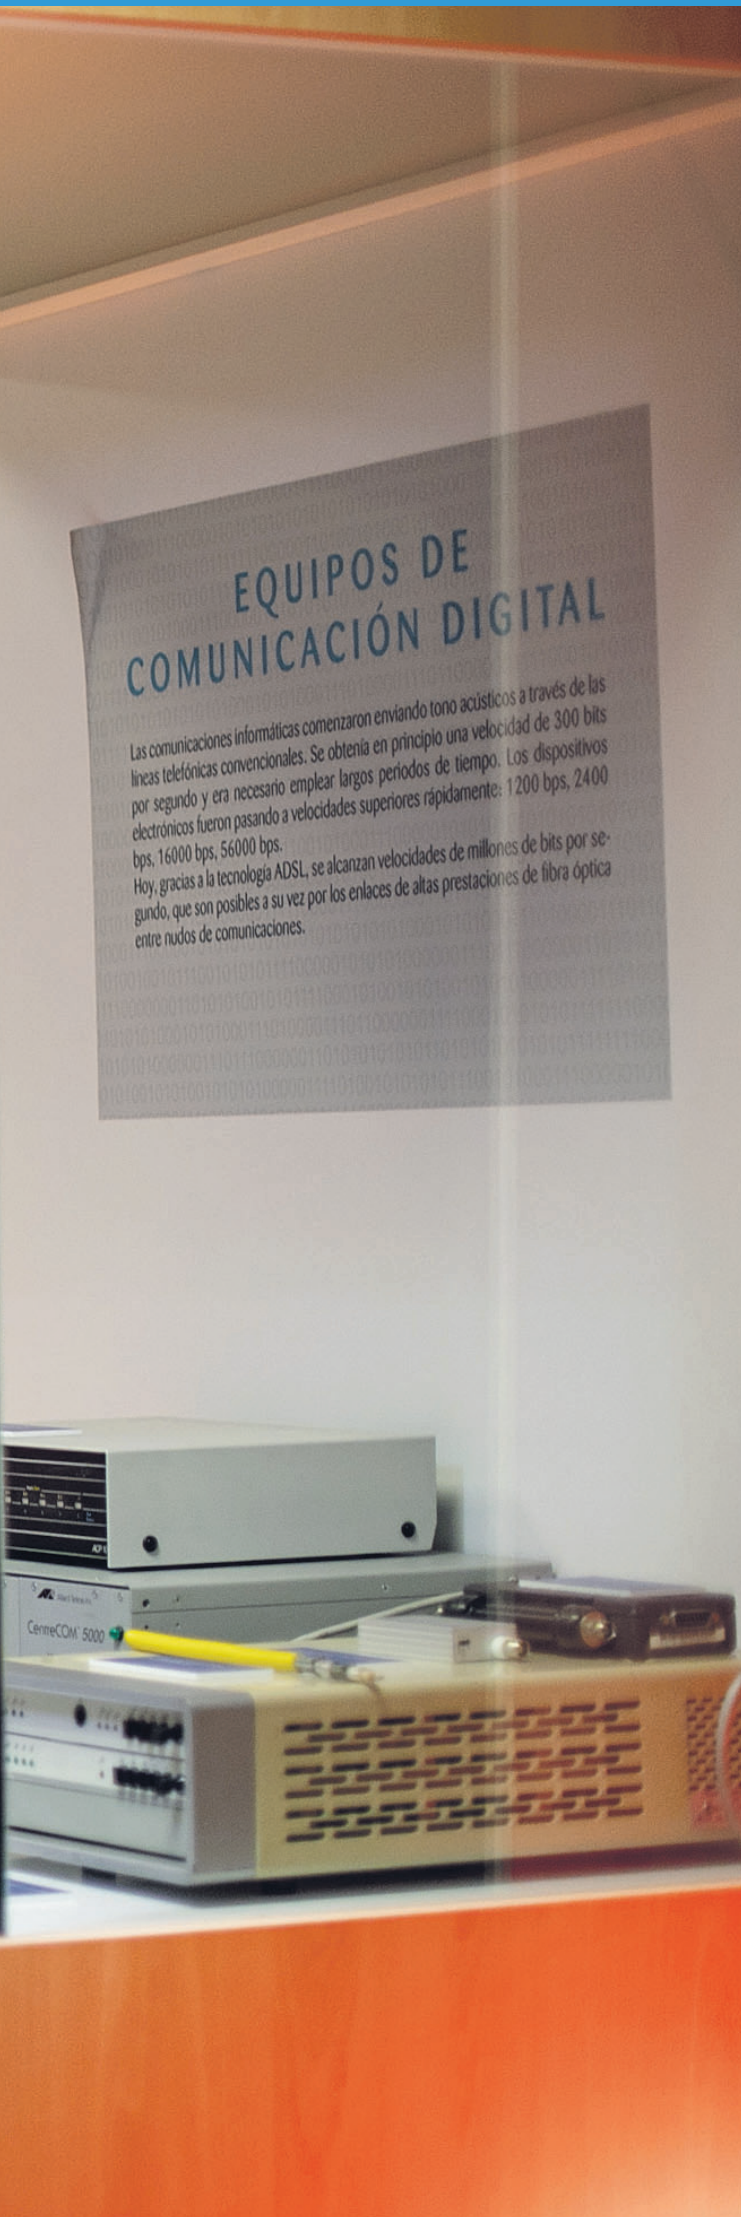 EQUIPOS DE
COMUNICACIÓN DIGITAL
Las comunicaciones informáticas comenzaron enviando tono acústicos a través de las
líneas telefónicas convencionales. Se obtenía en principio una velocidad de 300 bits
por segundo y era necesario emplear largos periodos de tiempo. Los dispositivos
electrónicos fueron pasando a velocidades superiores rápidamente: 1200 bps, 2400
bps, 16000 bps, 56000 bps.
Hoy, gracias a la tecnología ADSL, se alcanzan velocidades de millones de bits por se-
gundo, que son posibles a su vez por los enlaces de altas prestaciones de fibra óptica
entre nudos de comunicaciones.
CentreCOM 5000